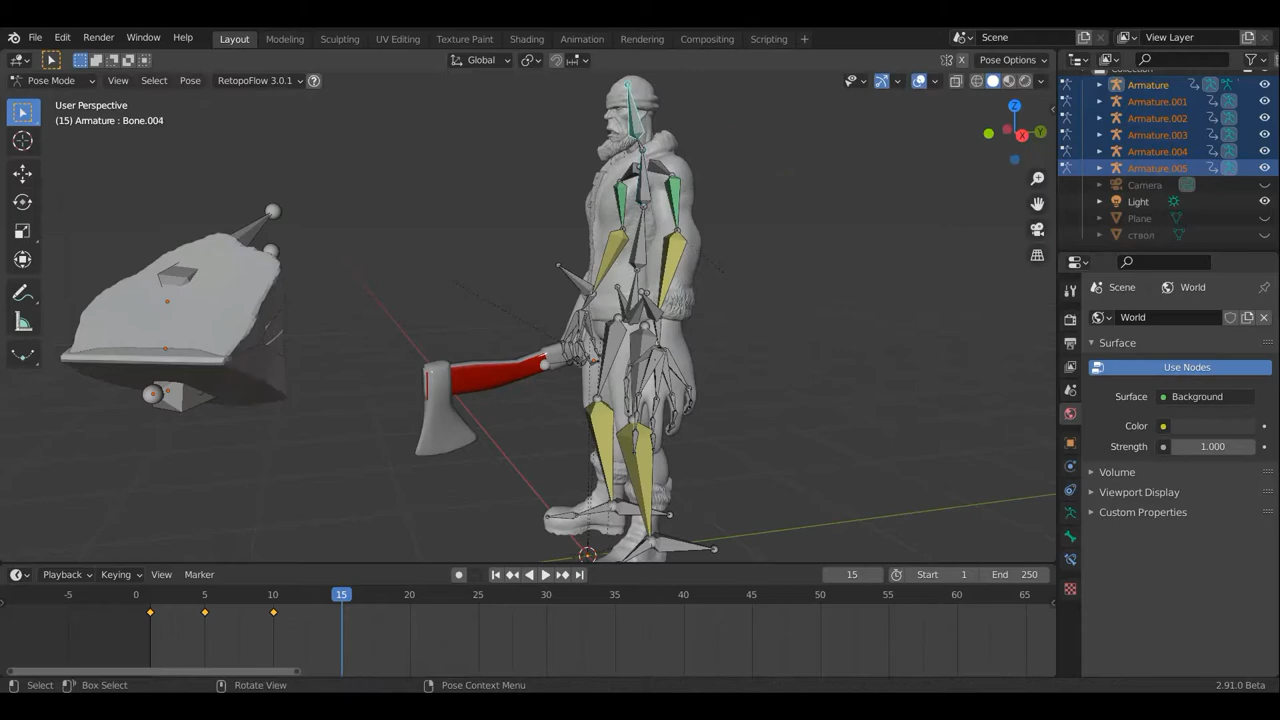 File Edit Render Window Help Layout Modeling Sculpting UV Editing Texture Paint Shading Animation Rendering Compositing Scripting Scene View Layer
Global Pose Options
Pose Mode View Select Pose RetopoFlow 3.0.1
User Perspective
(15) Armature : Bone.004
Z
X
Y
Armature
Armature.001
Armature.002
Armature.003
Armature.004
Armature.005
Camera
Light
Plane
ствол
Scene World
World
Surface
Use Nodes
Surface Background
Color
Strength 1.000
Volume
Viewport Display
Custom Properties
Playback Keying View Marker 15 Start 1 End 250
-5 0 5 10 15 20 25 30 35 40 45 50 55 60 65
Select Box Select Rotate View Pose Context Menu 2.91.0 Beta